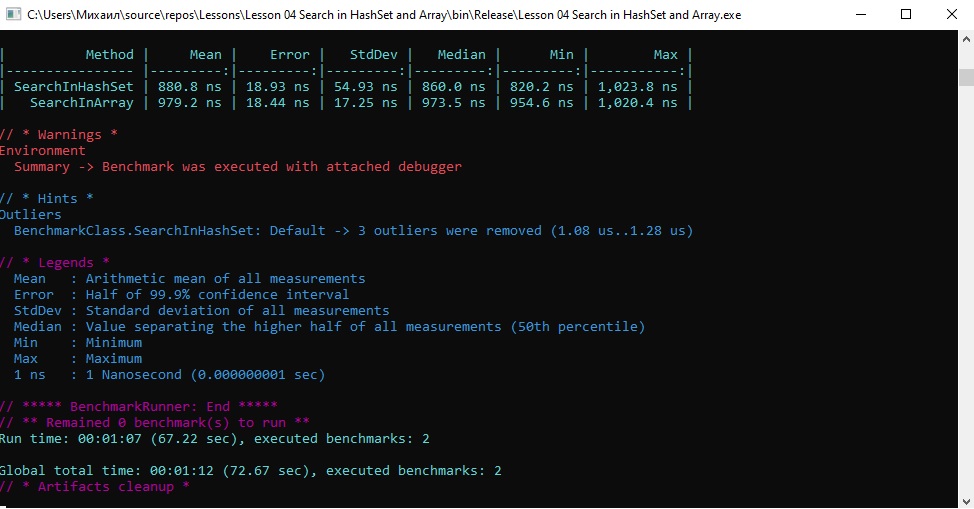 C:\Users\Михаил\source\repos\Lessons\Lesson 04 Search in HashSet and Array\bin\Release\Lesson 04 Search in HashSet and Array.exe
|          Method |     Mean |    Error |   StdDev |   Median |      Min |        Max |
|---------------- |---------:|---------:|---------:|---------:|---------:|-----------:|
| SearchInHashSet | 880.8 ns | 18.93 ns | 54.93 ns | 860.0 ns | 820.2 ns | 1,023.8 ns |
|   SearchInArray | 979.2 ns | 18.44 ns | 17.25 ns | 973.5 ns | 954.6 ns | 1,020.4 ns |
// * Warnings *
Environment
  Summary -> Benchmark was executed with attached debugger
// * Hints *
Outliers
  BenchmarkClass.SearchInHashSet: Default -> 3 outliers were removed (1.08 us..1.28 us)
// * Legends *
  Mean   : Arithmetic mean of all measurements
  Error  : Half of 99.9% confidence interval
  StdDev : Standard deviation of all measurements
  Median : Value separating the higher half of all measurements (50th percentile)
  Min    : Minimum
  Max    : Maximum
  1 ns   : 1 Nanosecond (0.000000001 sec)
// ***** BenchmarkRunner: End *****
// ** Remained 0 benchmark(s) to run **
Run time: 00:01:07 (67.22 sec), executed benchmarks: 2
Global total time: 00:01:12 (72.67 sec), executed benchmarks: 2
// * Artifacts cleanup *